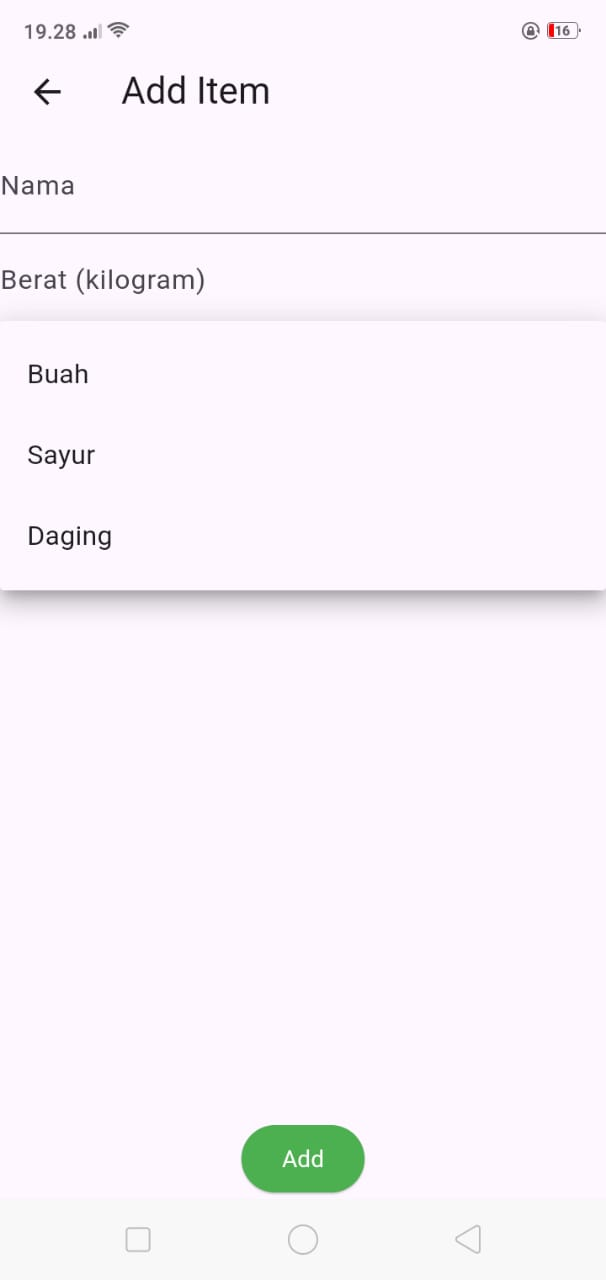 19.28
16
Add Item
Nama
Berat (kilogram)
Buah
Sayur
Daging
Add